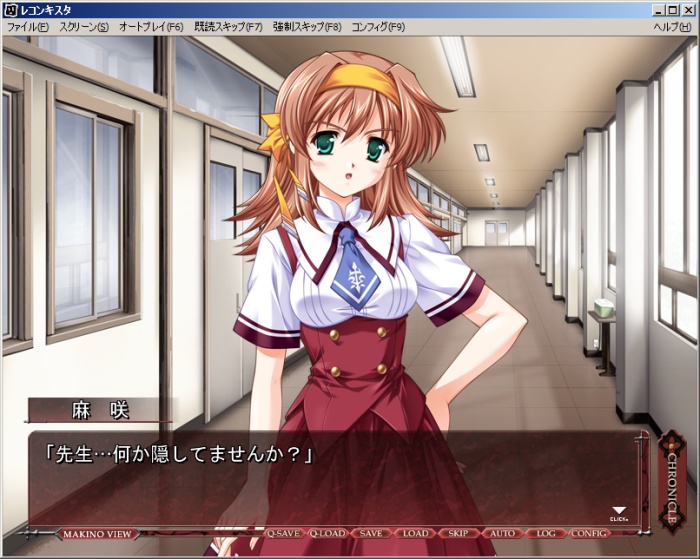 レコンキスタ
ファイル(F) スクリーン(S) オートプレイ(F6) 既読スキップ(F7) 強制スキップ(F8) コンフィグ(F9) ヘルプ(H)
麻 咲
「先生…何か隠してませんか？」
CLICK
CHRONICLE
MAKINO VIEW Q-SAVE Q-LOAD SAVE LOAD SKIP AUTO LOG CONFIG